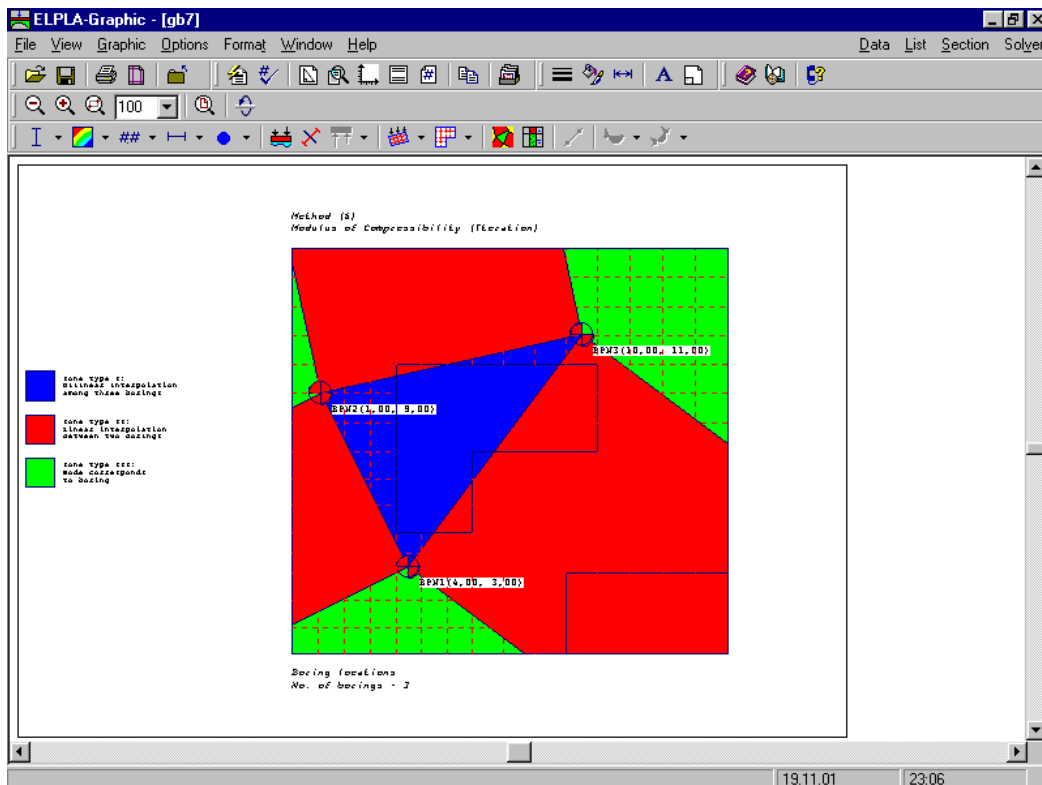 ELPLA-Graphic - [gb7]
File View Graphic Options Format Window Help Data List Section Solver
100
Method (6)
Modulus of Compressibility (Iteration)
BPW3(10,00, 11,00)
Zone type I:
Bilinear interpolation
among three borings
BPW2(1,00, 9,00)
Zone type II:
Linear interpolation
between two borings
Zone type III:
Node corresponds
to boring
BPW1(4,00, 3,00)
Boring locations
No. of borings = 3
19.11.01 23:06